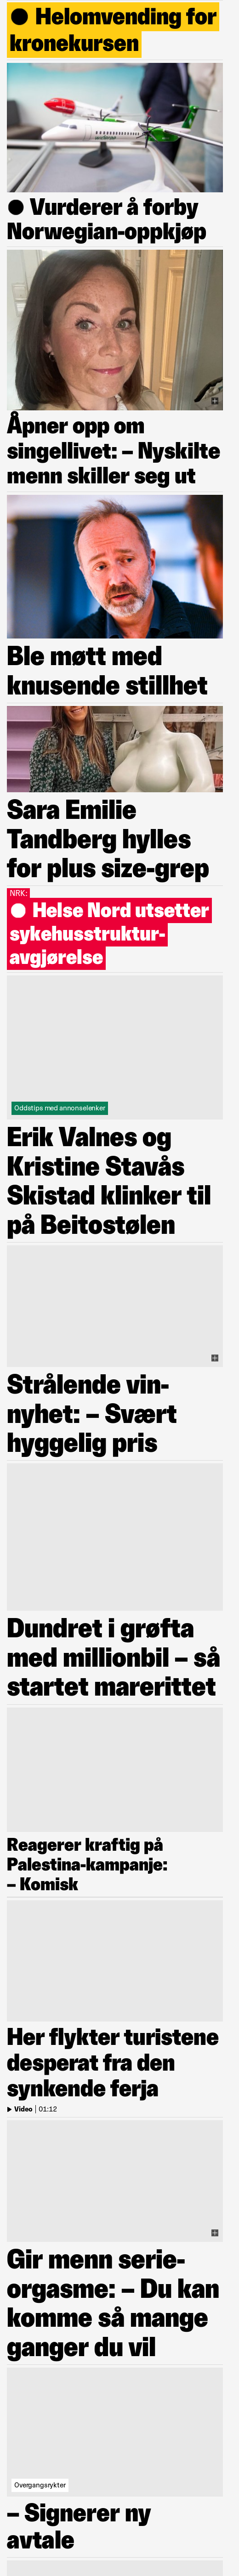 ● Helomvending for
kronekursen
● Vurderer å forby
Norwegian-oppkjøp
Åpner opp om
singellivet: – Nyskilte
menn skiller seg ut
Ble møtt med
knusende stillhet
Sara Emilie
Tandberg hylles
for plus size-grep
NRK:
● Helse Nord utsetter
sykehusstruktur-
avgjørelse
Oddstips med annonselenker
Erik Valnes og
Kristine Stavås
Skistad klinker til
på Beitostølen
Strålende vin-
nyhet: – Svært
hyggelig pris
Dundret i grøfta
med millionbil – så
startet marerittet
Reagerer kraftig på
Palestina-kampanje:
– Komisk
Her flykter turistene
desperat fra den
synkende ferja
Video | 01:12
Gir menn serie-
orgasme: – Du kan
komme så mange
ganger du vil
Overgangsrykter
– Signerer ny
avtale